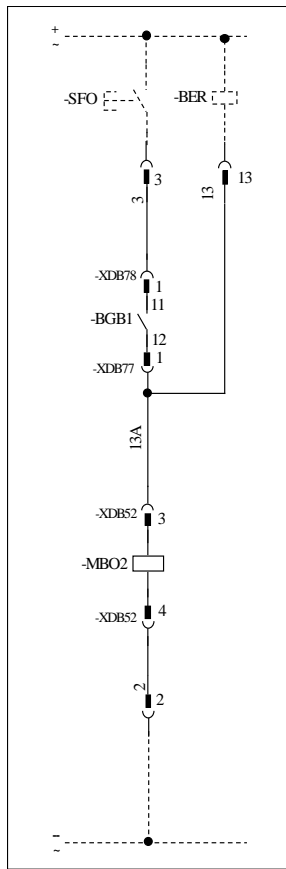 +
~
-SFO
-BER
3
13
3
13
-XDB78
1
11
-BGB1
12
1
-XDB77
13A
-XDB52
3
-MBO2
4
-XDB52
2
2
–
~